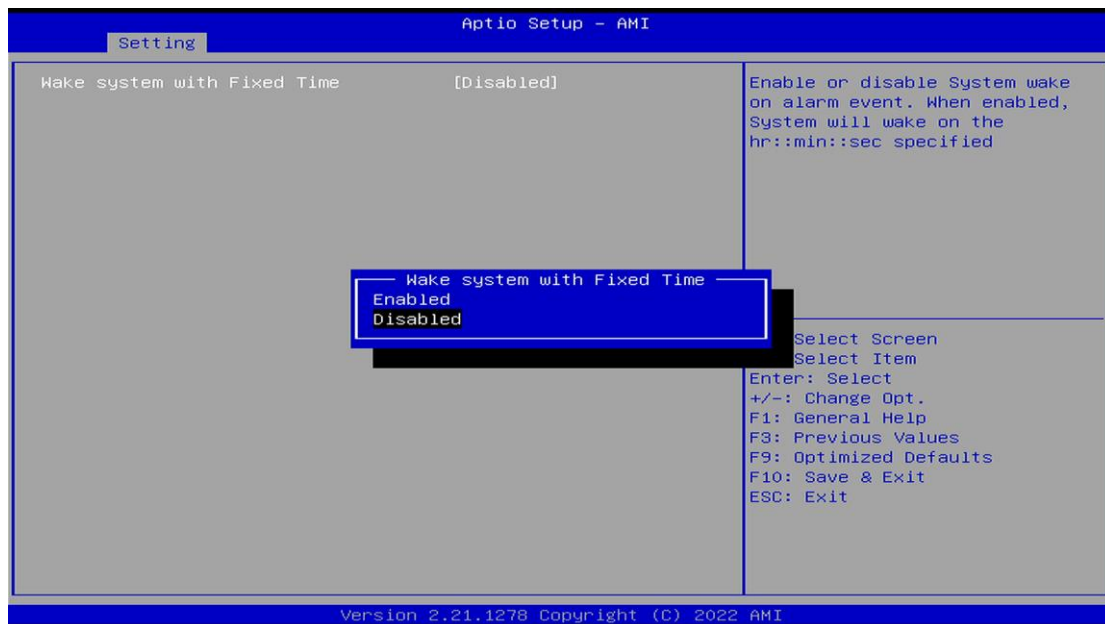 Aptio Setup – AMI
Setting
Wake system with Fixed Time [Disabled]
Enable or disable System wake
on alarm event. When enabled,
System will wake on the
hr::min::sec specified
Wake system with Fixed Time
Enabled
Disabled
Select Screen
Select Item
Enter: Select
+/-: Change Opt.
F1: General Help
F3: Previous Values
F9: Optimized Defaults
F10: Save & Exit
ESC: Exit
Version 2.21.1278 Copyright (C) 2022 AMI